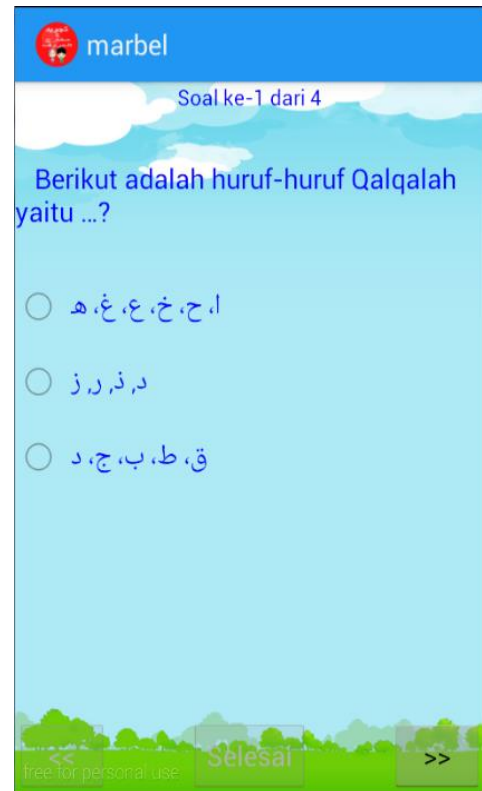 marbel
Soal ke-1 dari 4
Berikut adalah huruf-huruf Qalqalah
yaitu ...?
ا، ح، خ، ع، غ، ه
د, ذ, ر, ز
ق، ط، ب، ج، د
<< Selesai >>
free for personal use